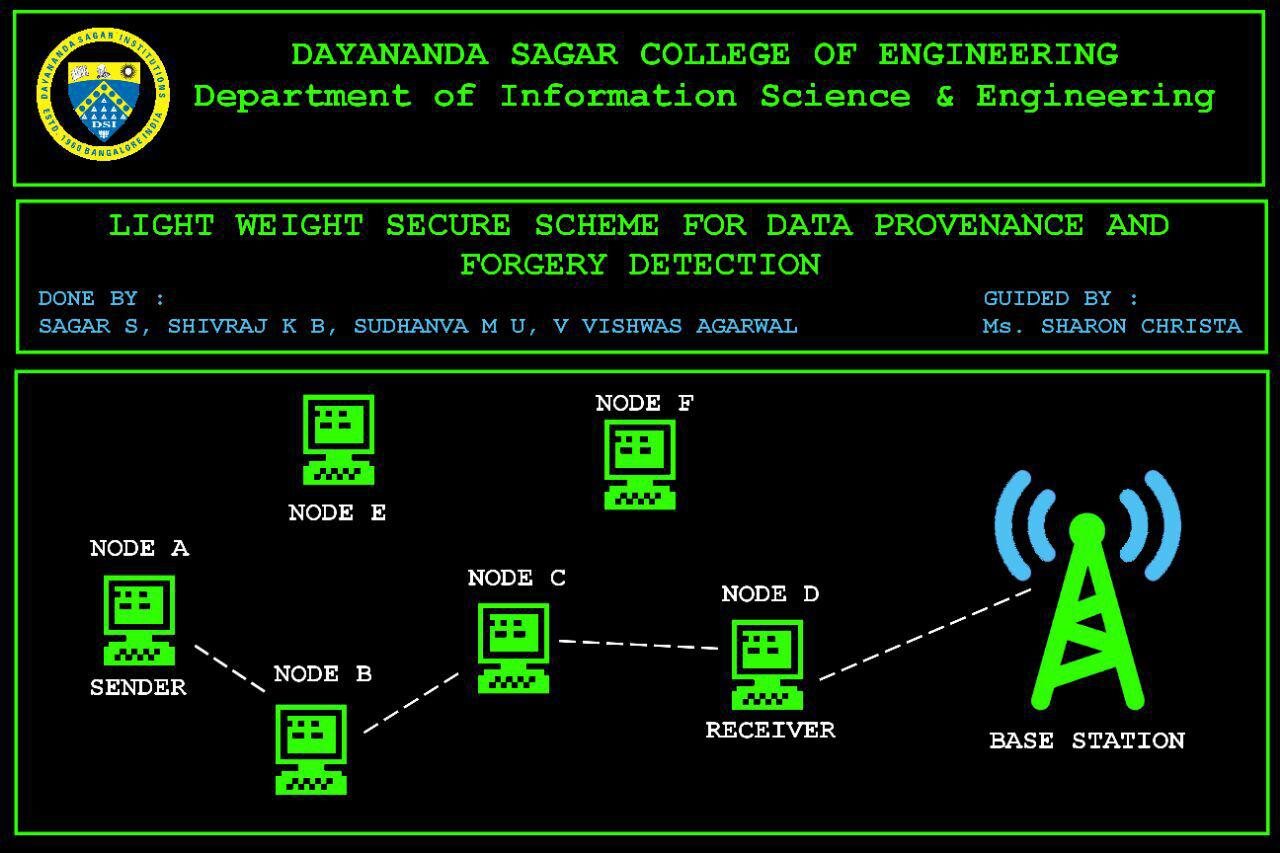 DAYANANDA SAGAR COLLEGE OF ENGINEERING
Department of Information Science & Engineering
DAYANANDA SAGAR INSTITUTIONS
DSI
ESTD. 1960 BANGALORE INDIA
LIGHT WEIGHT SECURE SCHEME FOR DATA PROVENANCE AND
FORGERY DETECTION
DONE BY :
GUIDED BY :
SAGAR S, SHIVRAJ K B, SUDHANVA M U, V VISHWAS AGARWAL
Ms. SHARON CHRISTA
NODE F
NODE E
NODE A
NODE C
NODE D
NODE B
SENDER
RECEIVER
BASE STATION